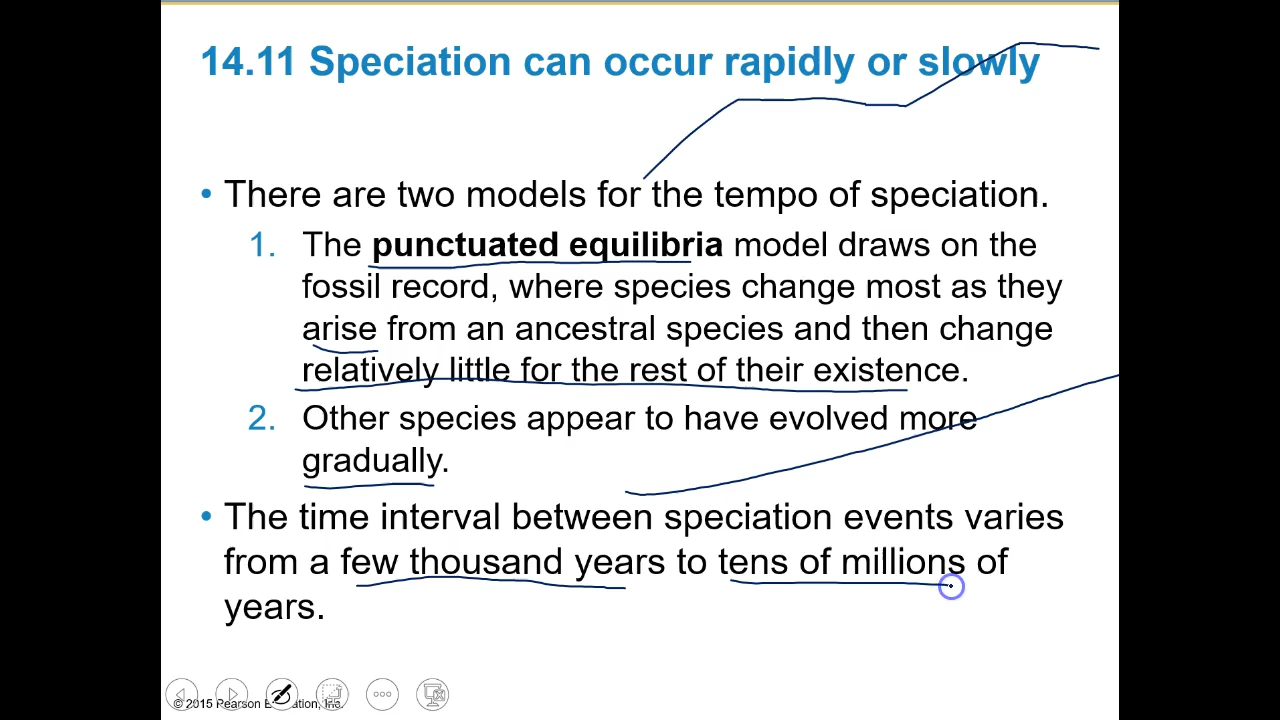 14.11 Speciation can occur rapidly or slowly
• There are two models for the tempo of speciation.
1. The punctuated equilibria model draws on the
fossil record, where species change most as they
arise from an ancestral species and then change
relatively little for the rest of their existence.
2. Other species appear to have evolved more
gradually.
• The time interval between speciation events varies
from a few thousand years to tens of millions of
years.
© 2015 Pearson Inc.